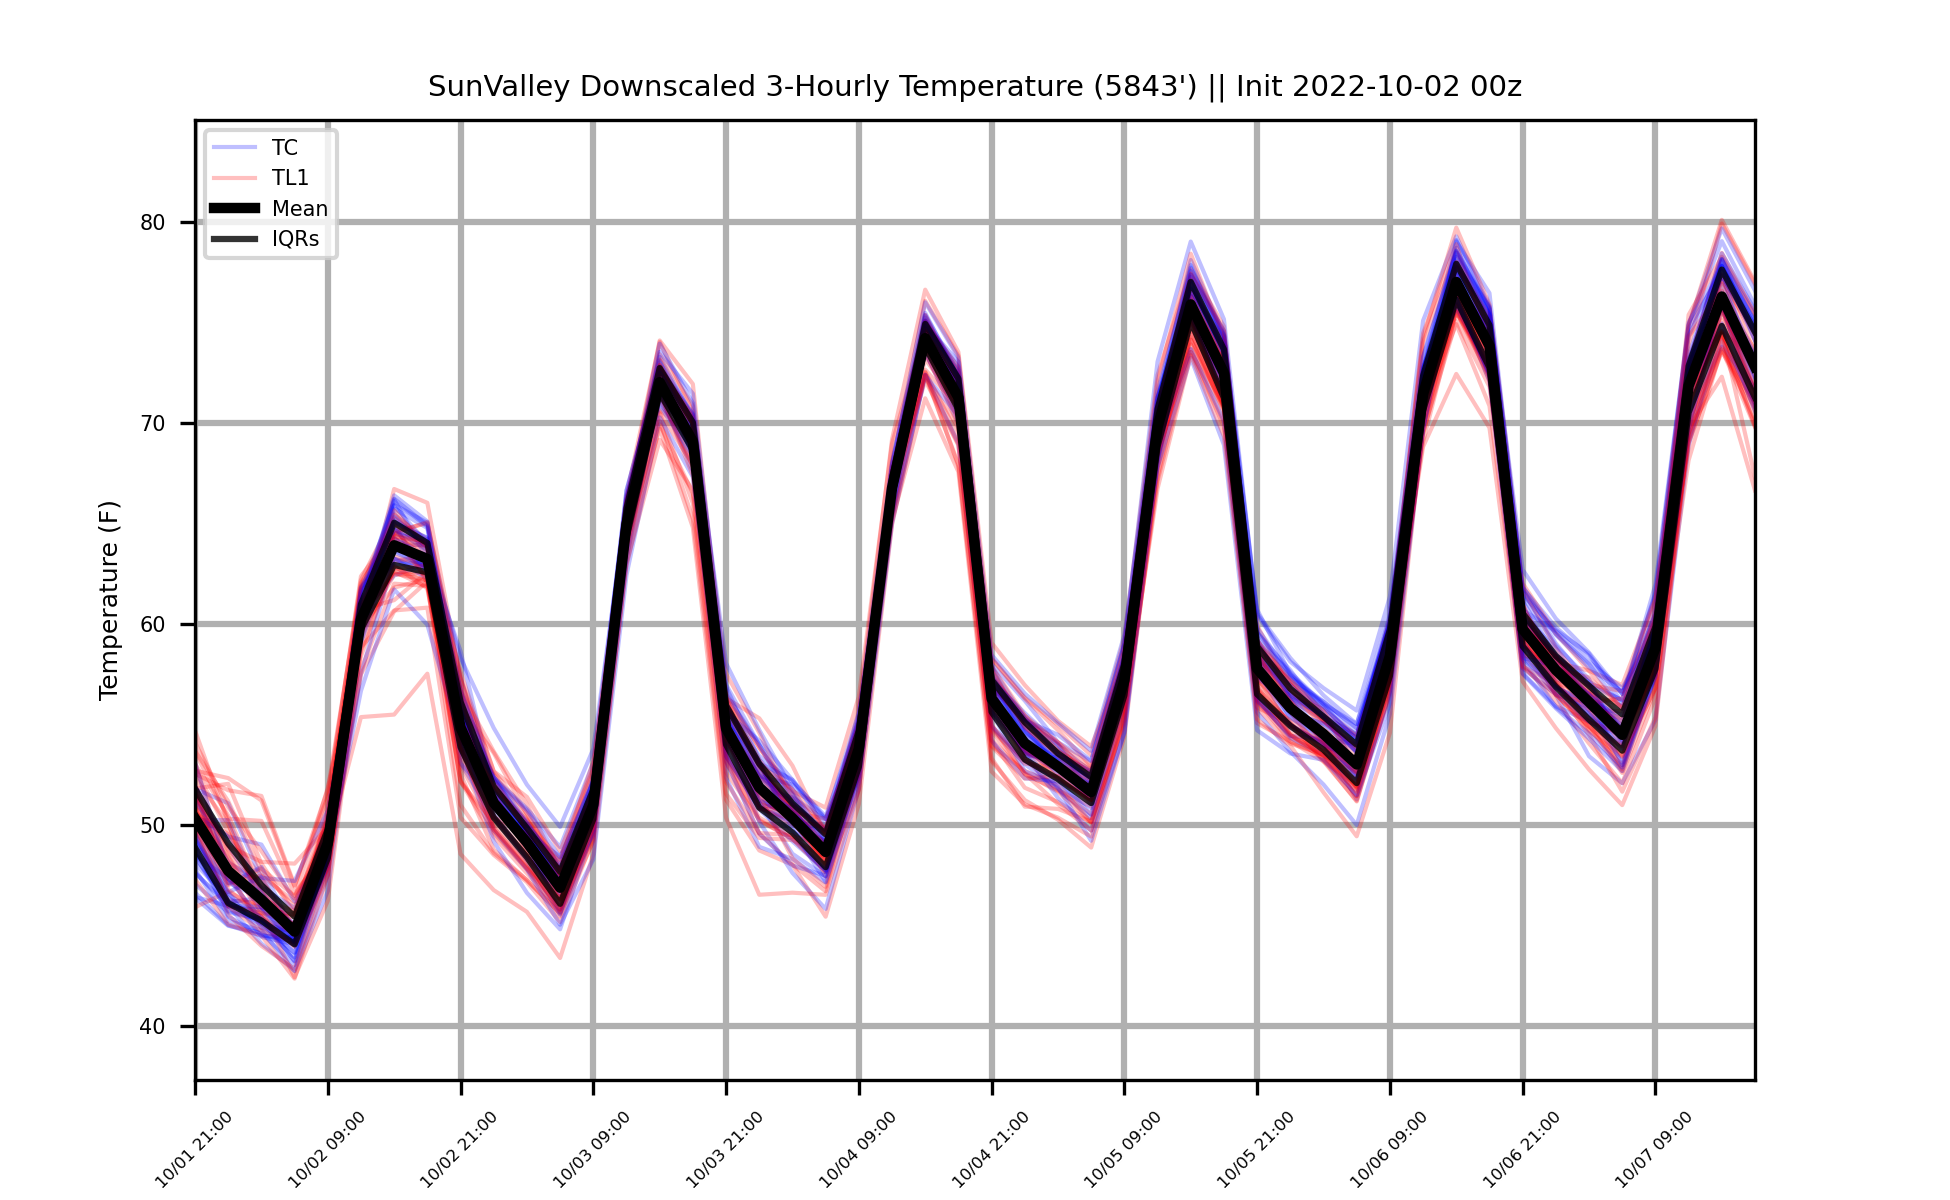 SunValley Downscaled 3-Hourly Temperature (5843') || Init 2022-10-02 00z
TC
TL1
Mean
IQRs
Temperature (F)
80
70
60
50
40
10/01 21:00
10/02 09:00
10/02 21:00
10/03 09:00
10/03 21:00
10/04 09:00
10/04 21:00
10/05 09:00
10/05 21:00
10/06 09:00
10/06 21:00
10/07 09:00